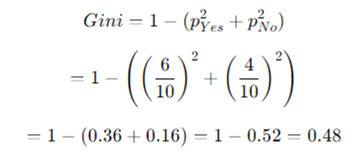 Gini = 1 − (p²_Yes + p²_No)
= 1 − ((6/10)² + (4/10)²)
= 1 − (0.36 + 0.16) = 1 − 0.52 = 0.48